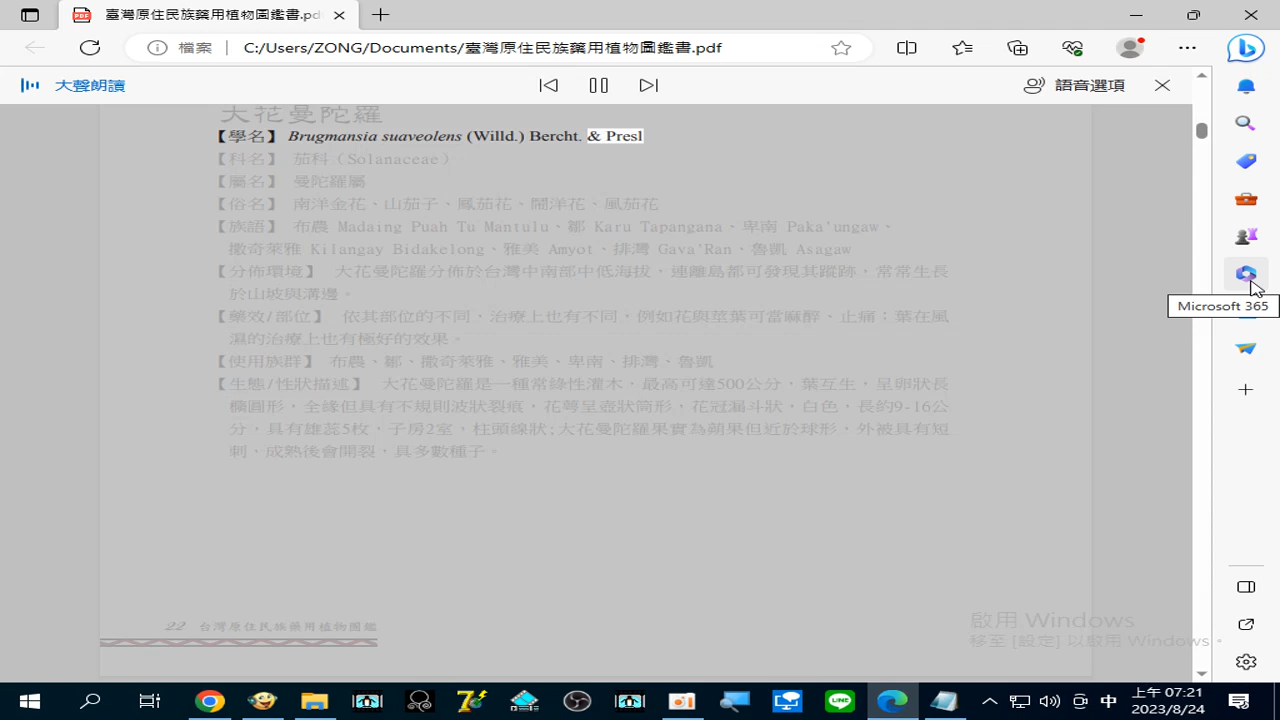 臺灣原住民族藥用植物圖鑑書.pdf
檔案
C:/Users/ZONG/Documents/臺灣原住民族藥用植物圖鑑書.pdf
大聲朗讀
語音選項
大花曼陀羅
【學名】 Brugmansia suaveolens (Willd.) Bercht. & Presl
【科名】 茄科（Solanaceae）
【屬名】 曼陀羅屬
【俗名】 南洋金花、山茄子、鳳茄花、鬧洋花、風茄花
【族語】 布農 Madaing Puah Tu Mantulu、鄒 Karu Tapangana、卑南 Paka'ungaw、
撒奇萊雅 Kilangay Bidakelong、雅美 Amyot、排灣 Gava'Ran、魯凱 Asagaw
【分佈環境】 大花曼陀羅分佈於台灣中南部中低海拔，連離島都可發現其蹤跡，常常生長
於山坡與溝邊。
【藥效/部位】 依其部位的不同，治療上也有不同，例如花與莖葉可當麻醉、止痛；葉在風
濕的治療上也有極好的效果。
【使用族群】 布農、鄒、撒奇萊雅、雅美、卑南、排灣、魯凱
【生態/性狀描述】 大花曼陀羅是一種常綠性灌木，最高可達500公分，葉互生，呈卵狀長
橢圓形，全緣但具有不規則波狀裂痕，花萼呈壺狀筒形，花冠漏斗狀，白色，長約9-16公
分，具有雄蕊5枚，子房2室，柱頭線狀;大花曼陀羅果實為蒴果但近於球形，外被具有短
刺，成熟後會開裂，具多數種子。
Microsoft 365
22 台灣原住民族藥用植物圖鑑
啟用 Windows
移至 [設定] 以啟用 Windows。
中
上午 07:21
2023/8/24